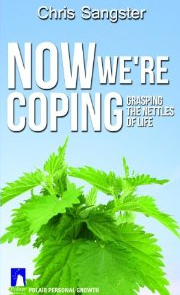 Chris Sangster
NOW WE'RE
COPING
GRASPING
THE NETTLES
OF LIFE
POLAIR PERSONAL GROWTH